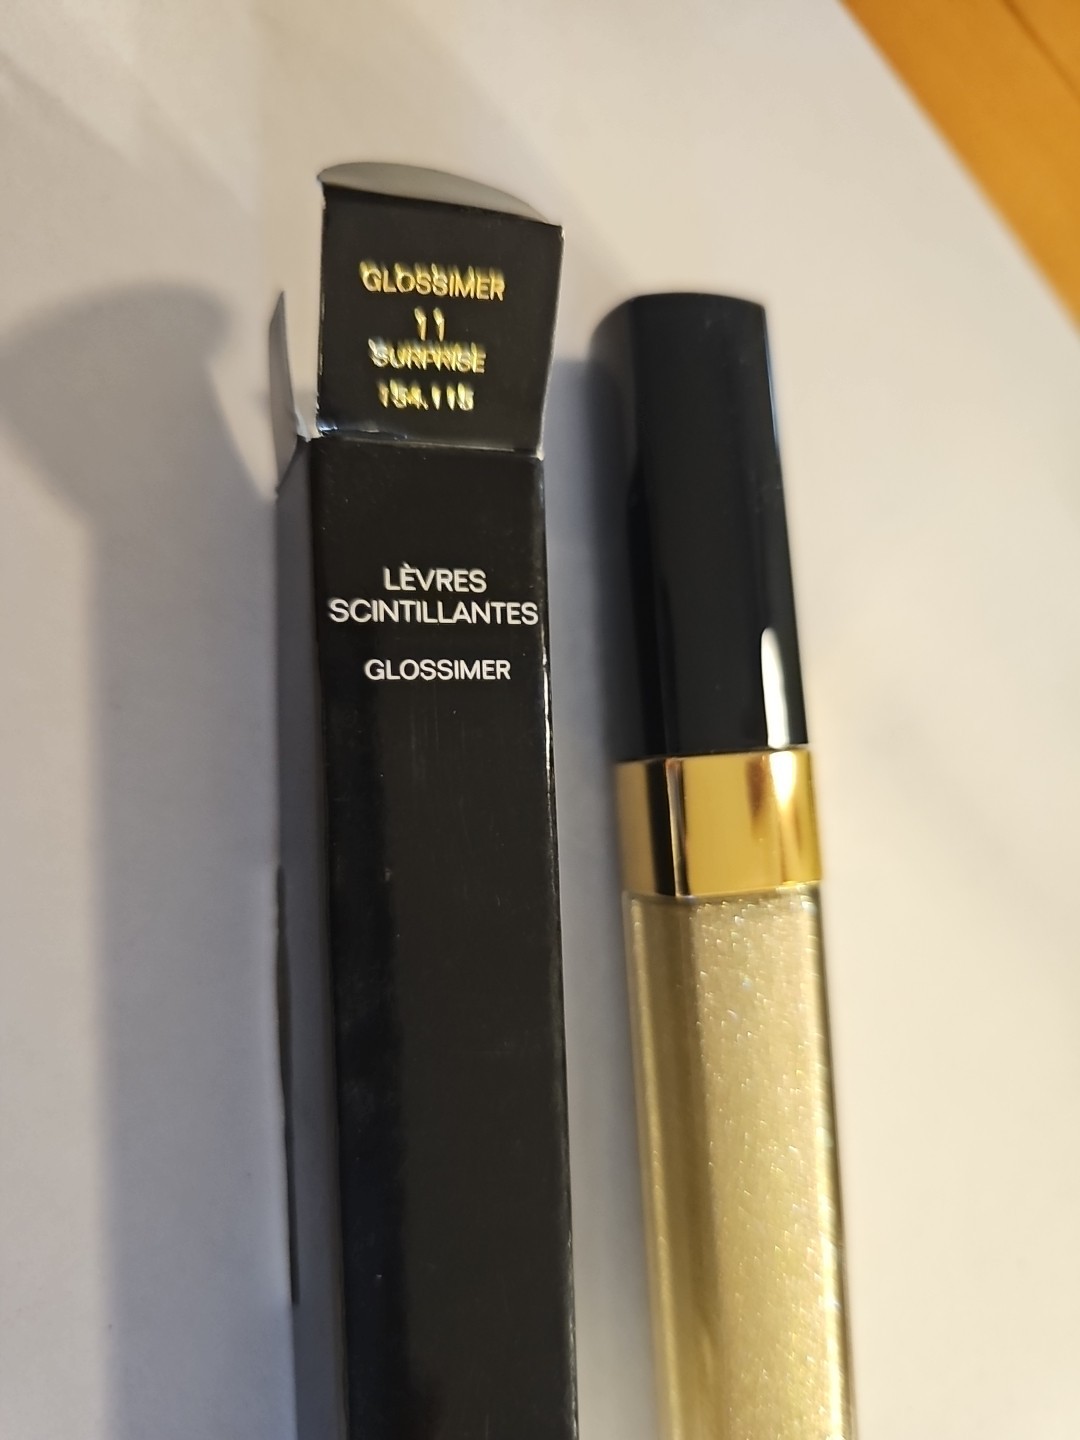 GLOSSIMER
11
SURPRISE
154.115
LÈVRES
SCINTILLANTES
GLOSSIMER